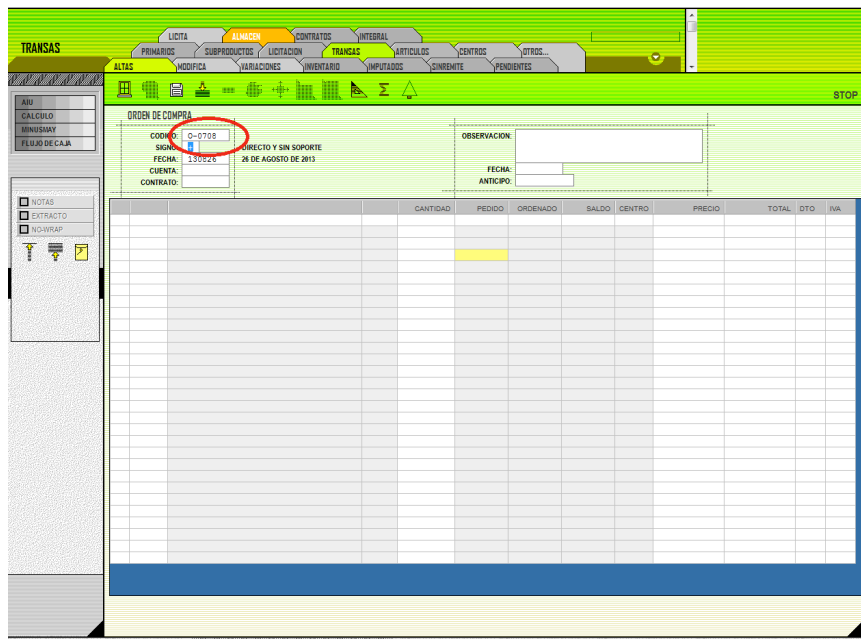 TRANSAS
LICITA ALMACEN CONTRATOS INTEGRAL
PRIMARIOS SUBPRODUCTOS LICITACION TRANSAS ARTICULOS CENTROS OTROS...
ALTAS MODIFICA VARIACIONES INVENTARIO IMPUTADOS SINREMITE PENDIENTES
STOP
AIU
CALCULO
MINUSMAY
FLUJO DE CAJA
NOTAS
EXTRACTO
NO-WRAP
ORDEN DE COMPRA
CODIGO: O-0708
SIGNO: + DIRECTO Y SIN SOPORTE
FECHA: 130826 26 DE AGOSTO DE 2013
CUENTA:
CONTRATO:
OBSERVACION:
FECHA:
ANTICIPO:
CANTIDAD PEDIDO ORDENADO SALDO CENTRO PRECIO TOTAL DTO IVA